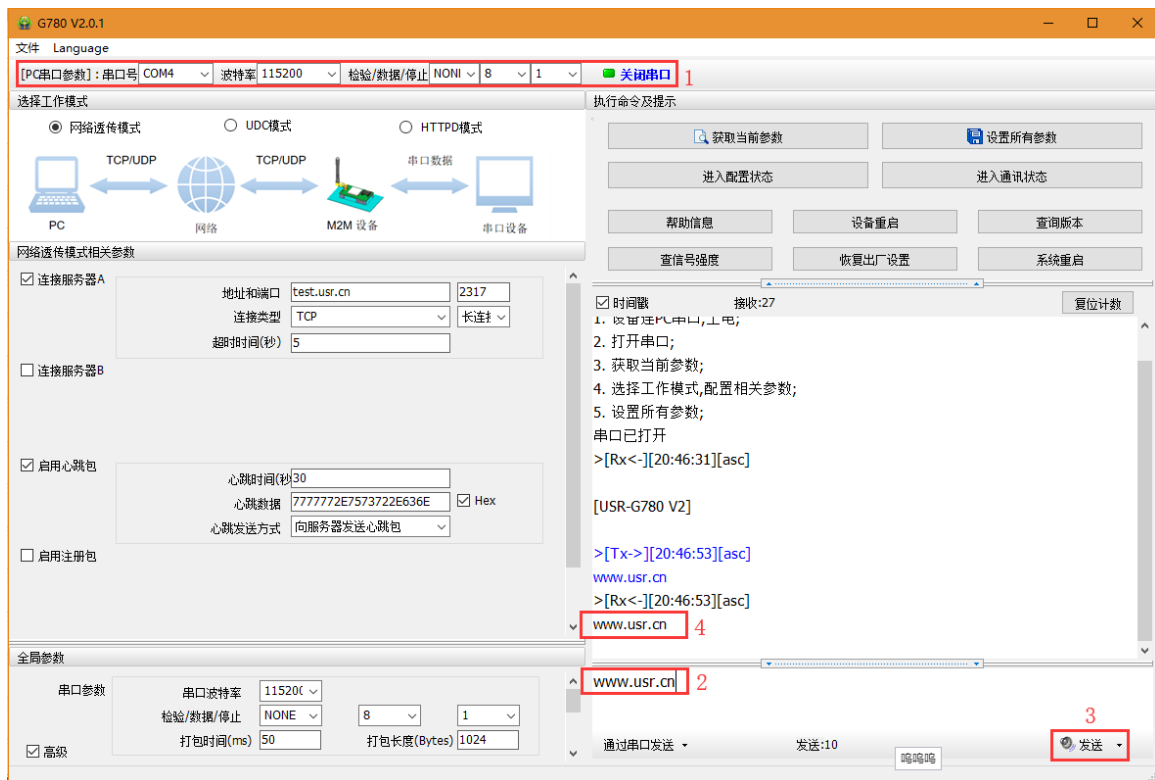 G780 V2.0.1
文件 Language
[PC串口参数]：串口号 COM4 波特率 115200 检验/数据/停止 NONI 8 1 关闭串口 1
选择工作模式
网络透传模式 UDC模式 HTTPD模式
TCP/UDP TCP/UDP 串口数据
PC 网络 M2M 设备 串口设备
网络透传模式相关参数
连接服务器A
地址和端口 test.usr.cn 2317
连接类型 TCP 长连接
超时时间(秒) 5
连接服务器B
启用心跳包
心跳时间(秒 30
心跳数据 7777772E7573722E636E Hex
心跳发送方式 向服务器发送心跳包
启用注册包
全局参数
串口参数 串口波特率 115200
检验/数据/停止 NONE 8 1
打包时间(ms) 50 打包长度(Bytes) 1024
高级
执行命令及提示
获取当前参数 设置所有参数
进入配置状态 进入通讯状态
帮助信息 设备重启 查询版本
查信号强度 恢复出厂设置 系统重启
时间戳 接收:27 复位计数
1. 设备连PC串口,上电;
2. 打开串口;
3. 获取当前参数;
4. 选择工作模式,配置相关参数;
5. 设置所有参数;
串口已打开
>[Rx<-][20:46:31][asc]
[USR-G780 V2]
>[Tx->][20:46:53][asc]
www.usr.cn
>[Rx<-][20:46:53][asc]
www.usr.cn 4
www.usr.cn 2
3
通过串口发送 发送:10 发送
呜呜呜